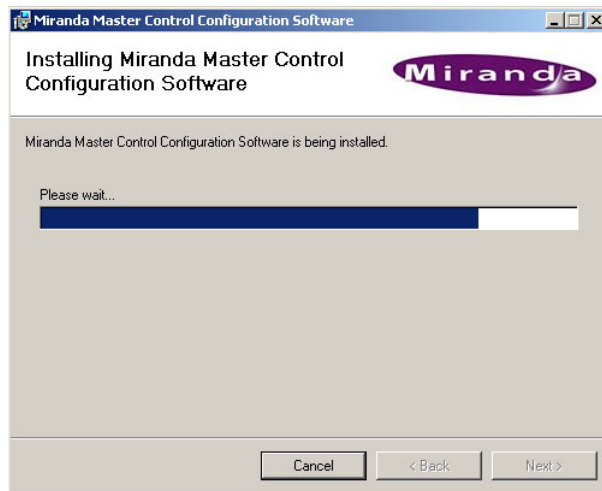 Miranda Master Control Configuration Software
Installing Miranda Master Control
Configuration Software
Miranda
Miranda Master Control Configuration Software is being installed.
Please wait...
Cancel
< Back
Next >